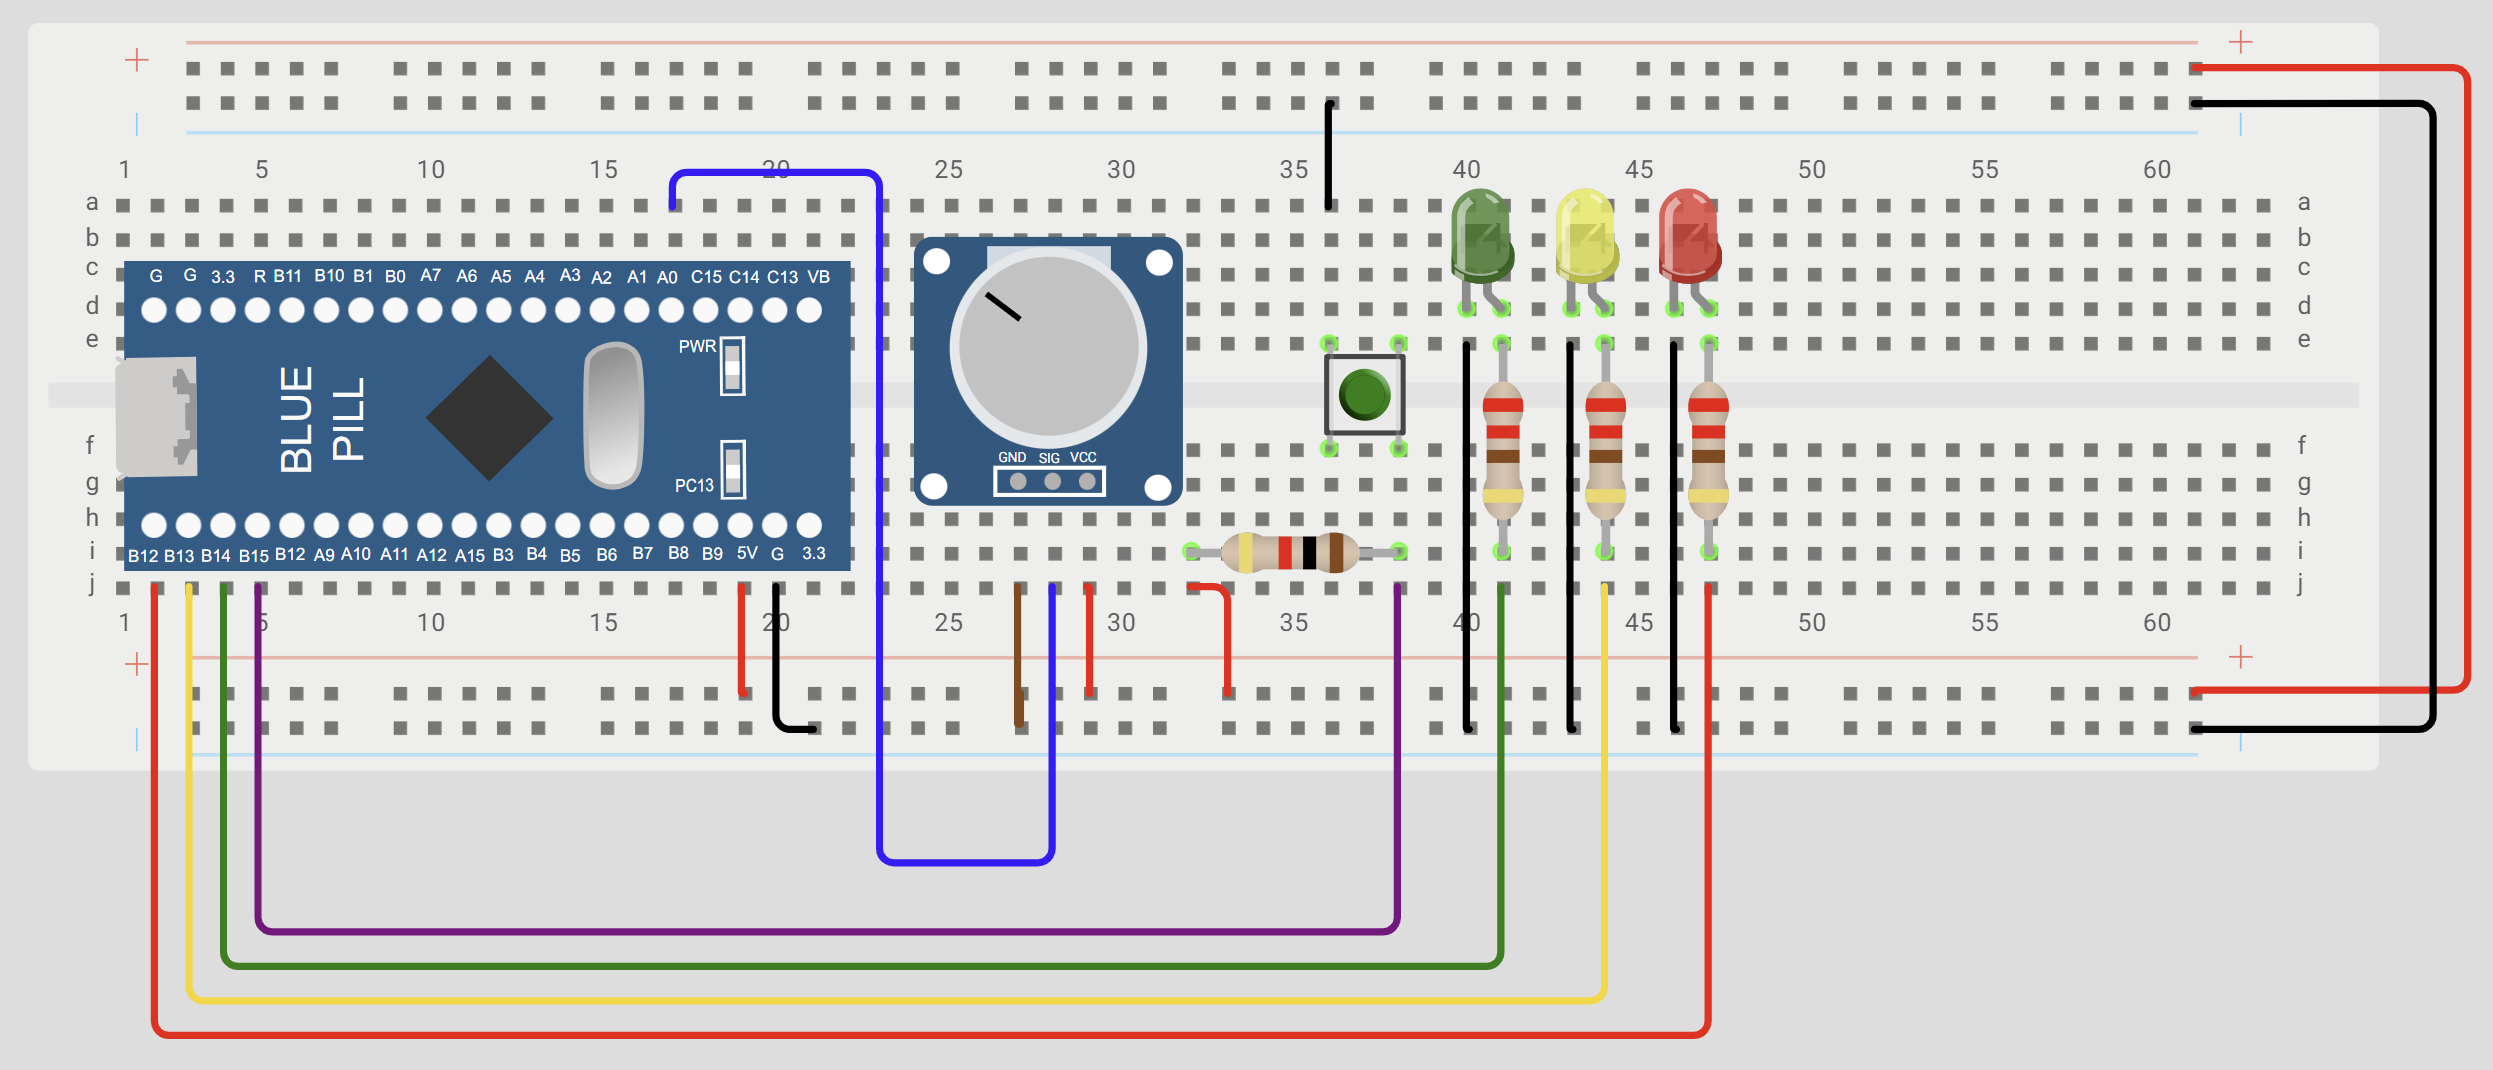 1 5 10 15 20 25 30 35 40 45 50 55 60
a a
b b
c c
d d
e e
f f
g g
h h
i i
j j
G G 3.3 R B11 B10 B1 B0 A7 A6 A5 A4 A3 A2 A1 A0 C15 C14 C13 VB
PWR
BLUE
PILL
PC13
B12 B13 B14 B15 B12 A9 A10 A11 A12 A15 B3 B4 B5 B6 B7 B8 B9 5V G 3.3
GND SIG VCC
1 5 10 15 20 25 30 35 40 45 50 55 60